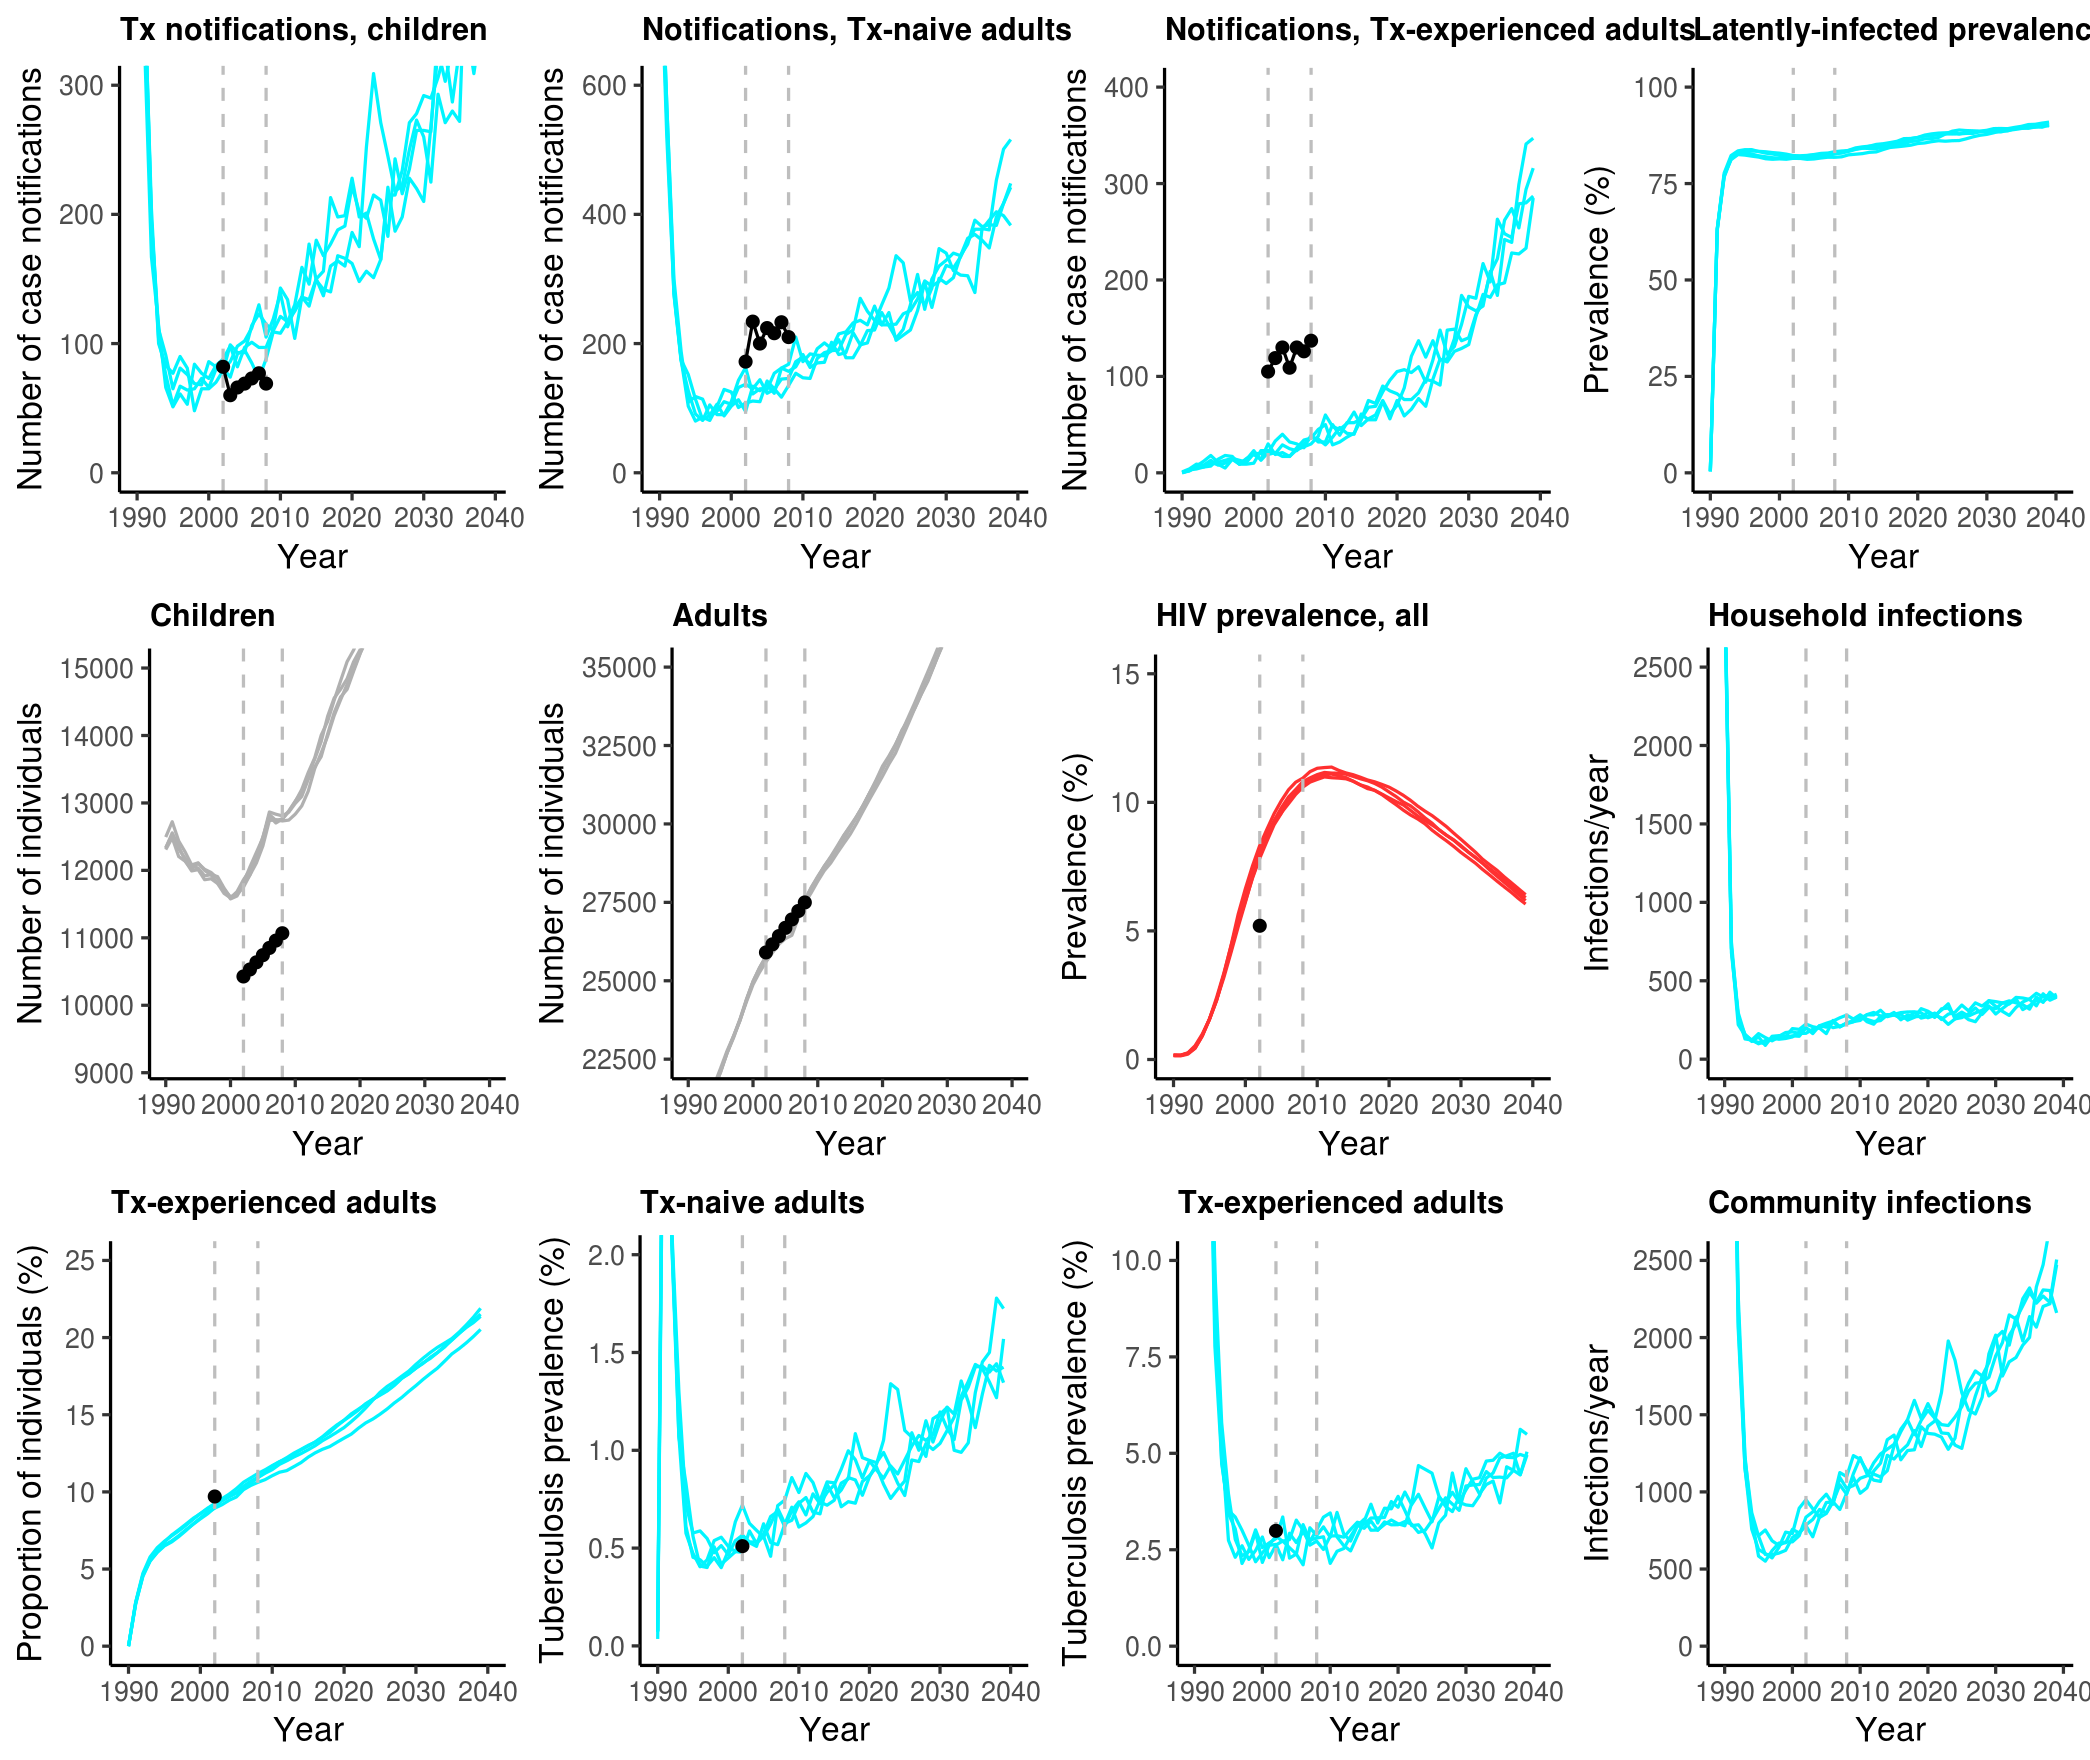 Tx notifications, children
Number of case notifications
300
200
100
0
1990 2000 2010 2020 2030 2040
Year
Notifications, Tx-naive adults
Number of case notifications
600
400
200
0
1990 2000 2010 2020 2030 2040
Year
Notifications, Tx-experienced adults
Number of case notifications
400
300
200
100
0
1990 2000 2010 2020 2030 2040
Year
Latently-infected prevalenc
Prevalence (%)
100
75
50
25
0
1990 2000 2010 2020 2030 2040
Year
Children
Number of individuals
15000
14000
13000
12000
11000
10000
9000
1990 2000 2010 2020 2030 2040
Year
Adults
Number of individuals
35000
32500
30000
27500
25000
22500
1990 2000 2010 2020 2030 2040
Year
HIV prevalence, all
Prevalence (%)
15
10
5
0
1990 2000 2010 2020 2030 2040
Year
Household infections
Infections/year
2500
2000
1500
1000
500
0
1990 2000 2010 2020 2030 2040
Year
Tx-experienced adults
Proportion of individuals (%)
25
20
15
10
5
0
1990 2000 2010 2020 2030 2040
Year
Tx-naive adults
Tuberculosis prevalence (%)
2.0
1.5
1.0
0.5
0.0
1990 2000 2010 2020 2030 2040
Year
Tx-experienced adults
Tuberculosis prevalence (%)
10.0
7.5
5.0
2.5
0.0
1990 2000 2010 2020 2030 2040
Year
Community infections
Infections/year
2500
2000
1500
1000
500
0
1990 2000 2010 2020 2030 2040
Year